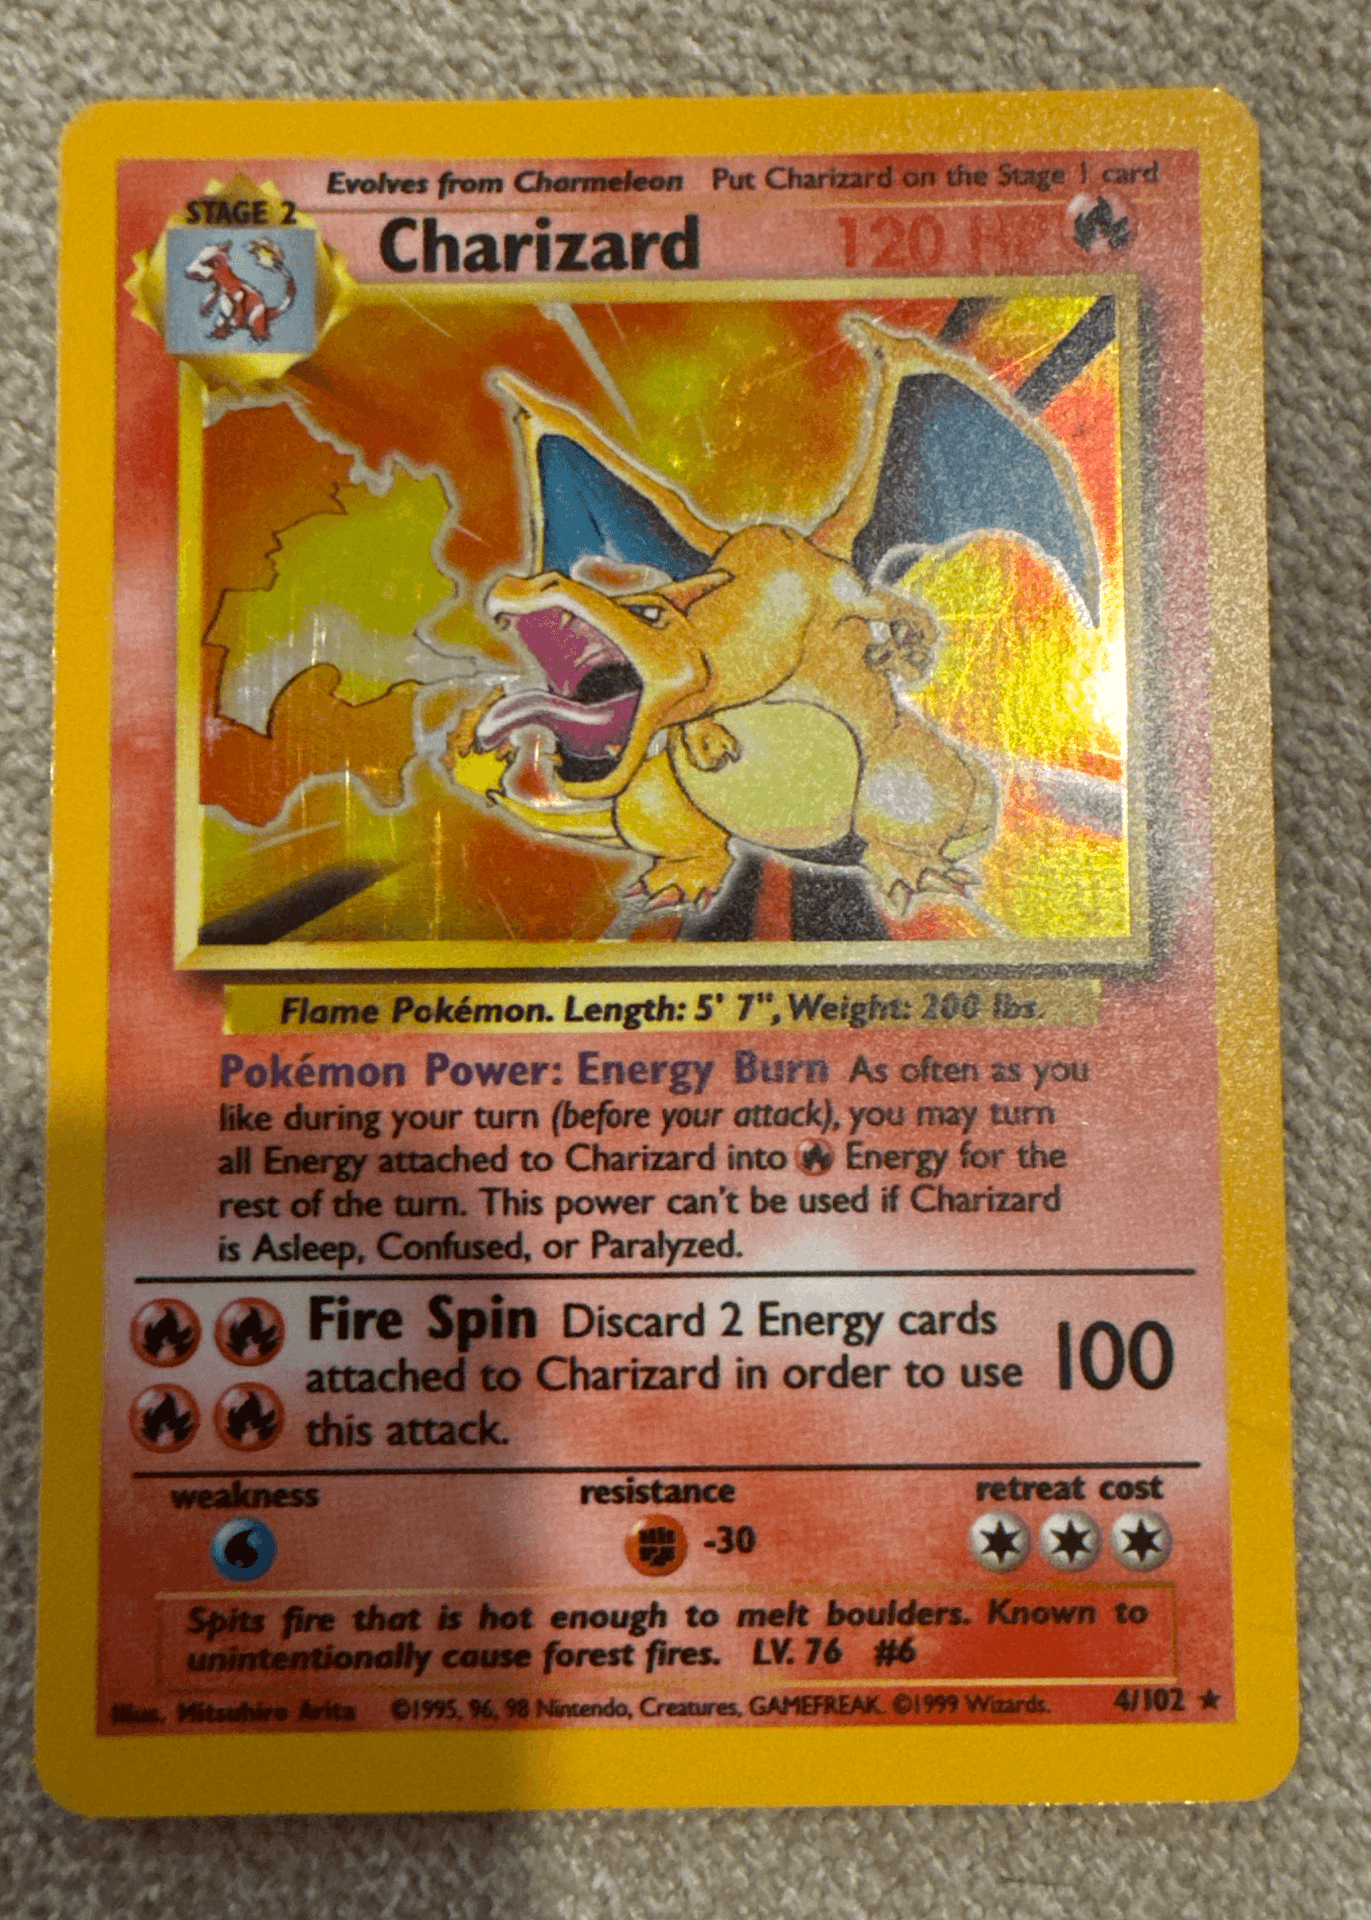 Evolves from Charmeleon Put Charizard on the Stage 1 card
STAGE 2
Charizard 120 HP
Flame Pokémon. Length: 5' 7", Weight: 200 lbs.
Pokémon Power: Energy Burn As often as you
like during your turn (before your attack), you may turn
all Energy attached to Charizard into Energy for the
rest of the turn. This power can't be used if Charizard
is Asleep, Confused, or Paralyzed.
Fire Spin Discard 2 Energy cards
attached to Charizard in order to use
this attack.
100
weakness resistance retreat cost
-30
Spits fire that is hot enough to melt boulders. Known to
unintentionally cause forest fires. LV. 76 #6
Illus. Mitsuhiro Arita ©1995, 96, 98 Nintendo, Creatures, GAMEFREAK. ©1999 Wizards. 4/102 ★